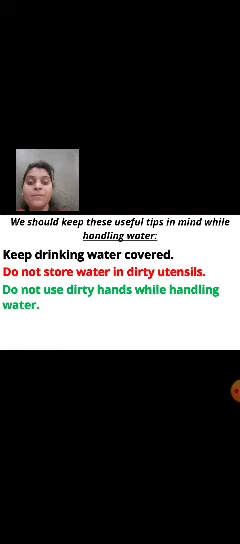 We should keep these useful tips in mind while
handling water:
Keep drinking water covered.
Do not store water in dirty utensils.
Do not use dirty hands while handling
water.